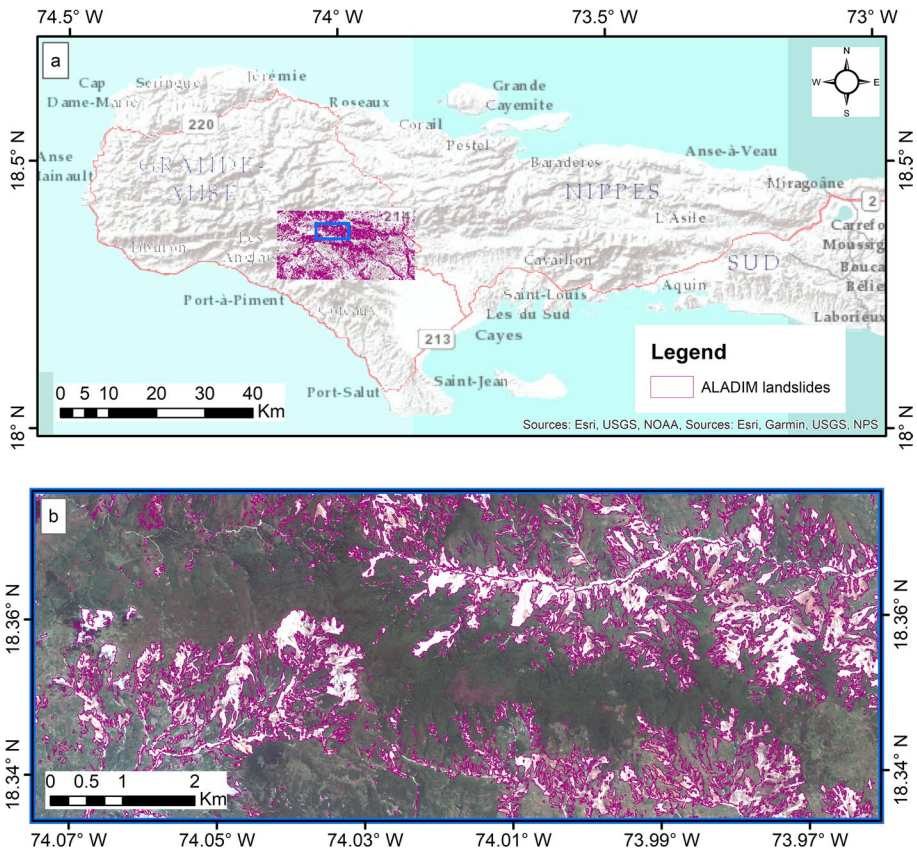 74.5° W 74° W 73.5° W 73° W
a
N
W E
S
Cap
Dame-Marie
Seringue
Jérémie
Grande
Cayemite
Roseaux
220
Corail
Pestel
18.5° N
18.5° N
Anse
Hainault
GRANDE-
ANSE
Baraderes
Anse-à-Veau
NIPPES
Miragoâne
2
214
L'Asile
Carrefo
Tiburon
Les
Anglais
Moussig
Cavaillon
SUD
Bouca
Bélie
Port-à-Piment
Coteaux
Saint-Louis
Aquin
Les du Sud
Laborieux
213
Cayes
Legend
ALADIM landslides
Port-Salut
Saint-Jean
0 5 10 20 30 40
Km
18° N
18° N
Sources: Esri, USGS, NOAA, Sources: Esri, Garmin, USGS, NPS
b
18.36° N
18.36° N
18.34° N
18.34° N
0 0.5 1 2
Km
74.07° W 74.05° W 74.03° W 74.01° W 73.99° W 73.97° W